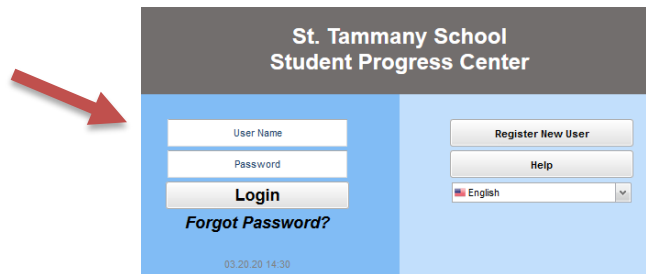 St. Tammany School
Student Progress Center
User Name
Password
Login
Forgot Password?
03.20.20 14:30
Register New User
Help
English